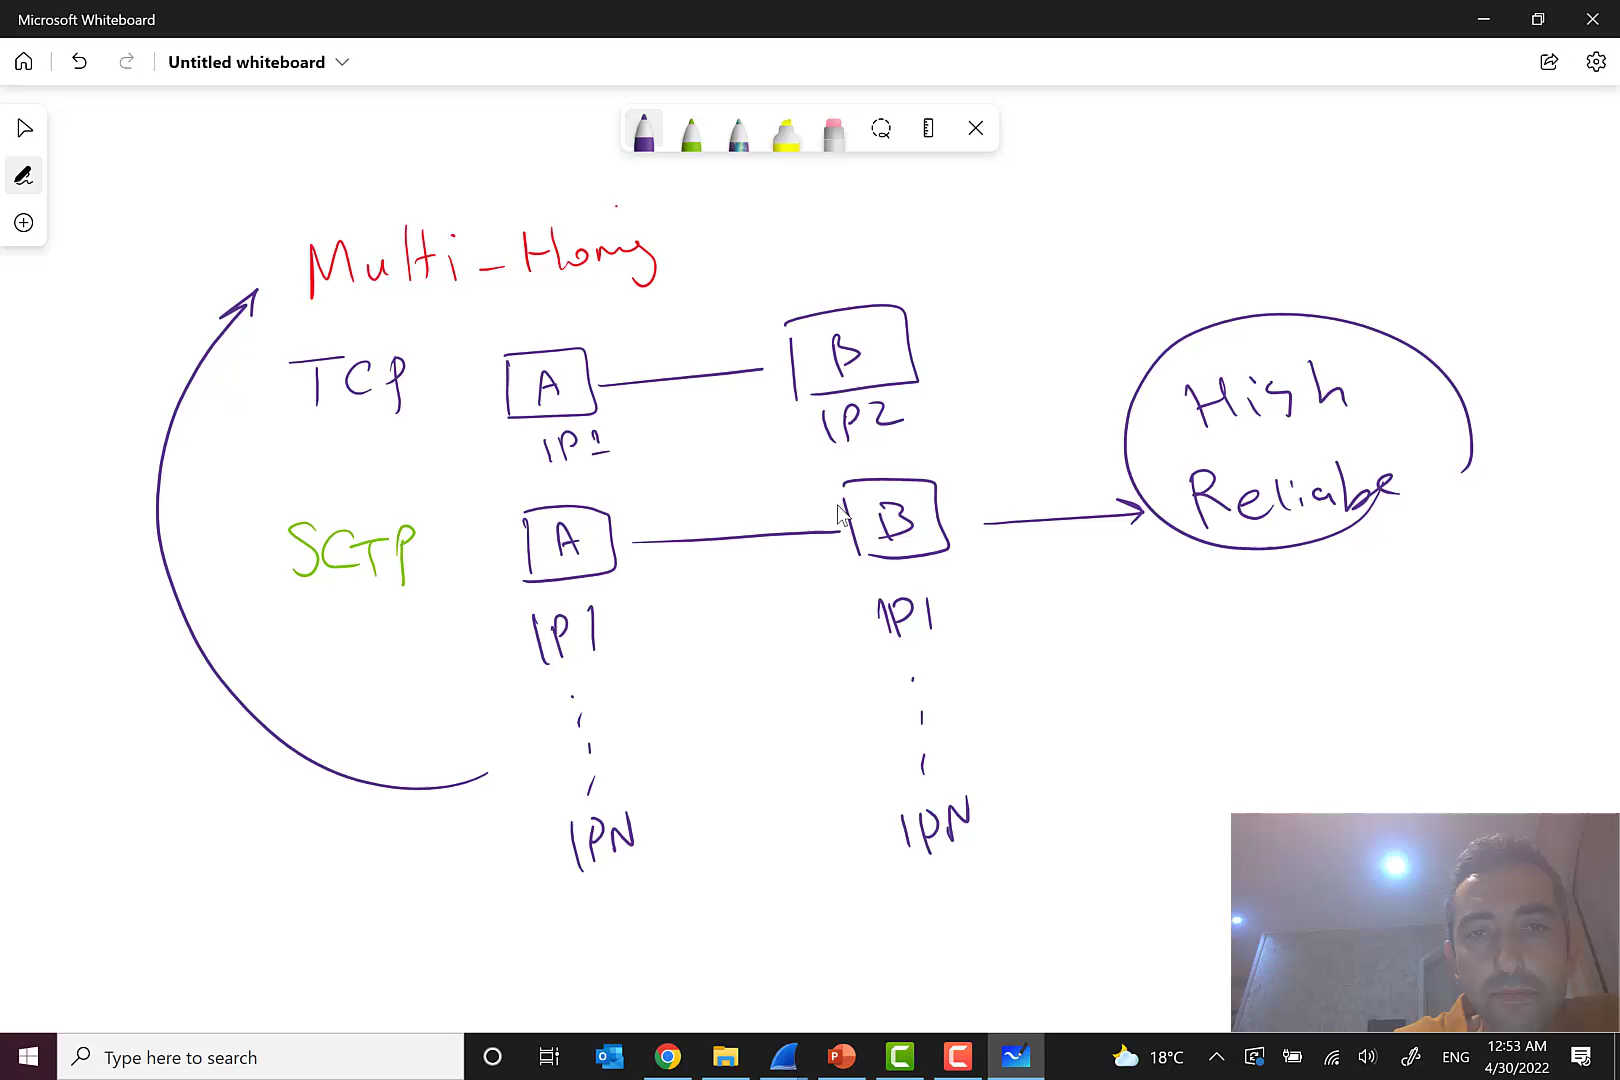 Microsoft Whiteboard
Untitled whiteboard
Multi-Homig
TCP
A
B
IP1
IP2
High
Reliable
SCTP
A
B
IP1
IP1
IPN
IPN
Type here to search
18°C
ENG
12:53 AM
4/30/2022